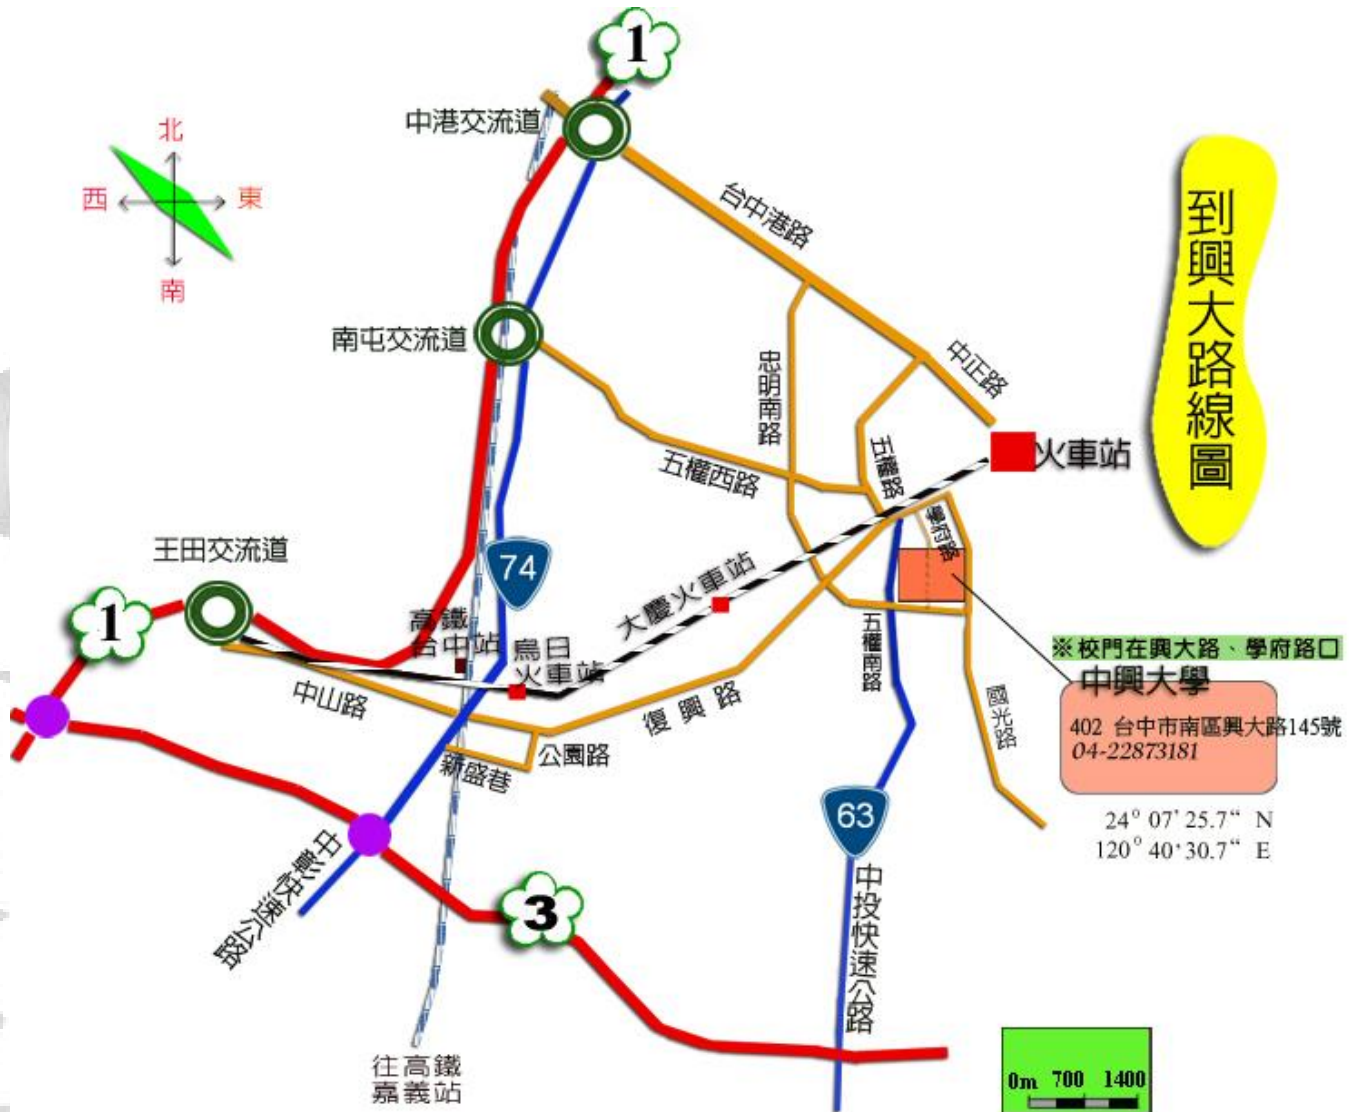 1
中港交流道
北
西
東
南
台中港路
到興大路線圖
南屯交流道
忠明南路
中正路
五權西路
五權路
火車站
學府路
王田交流道
74
大慶火車站
1
高鐵
台中站
烏日
火車站
五權南路
※校門在興大路、學府路口
中興大學
402 台中市南區興大路145號
04-22873181
中山路
復興路
國光路
公園路
新盛巷
63
24° 07' 25.7“ N
120° 40' 30.7“ E
中彰快速公路
3
中投快速公路
往高鐵
嘉義站
0m 700 1400